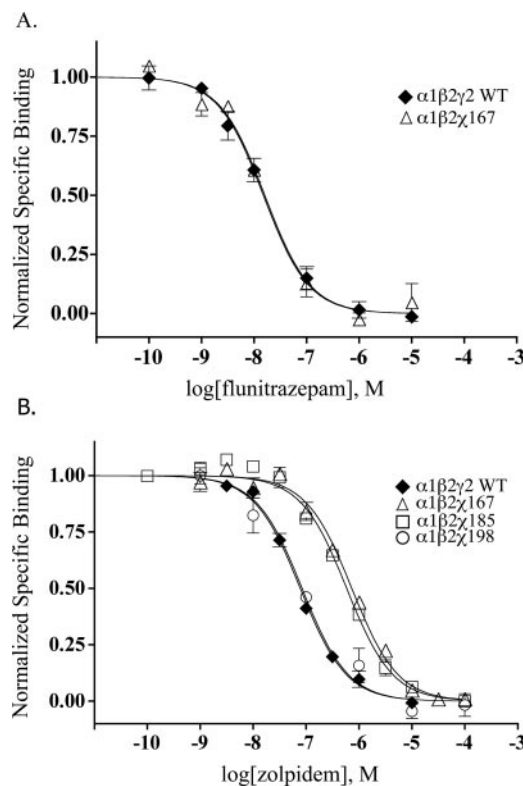 A.
Normalized Specific Binding
1.00
0.75
0.50
0.25
0.00
α1β2γ2 WT
α1β2χ167
-10 -9 -8 -7 -6 -5 -4 -3
log[flunitrazepam], M
B.
Normalized Specific Binding
1.00
0.75
0.50
0.25
0.00
α1β2γ2 WT
α1β2χ167
α1β2χ185
α1β2χ198
-10 -9 -8 -7 -6 -5 -4 -3
log[zolpidem], M